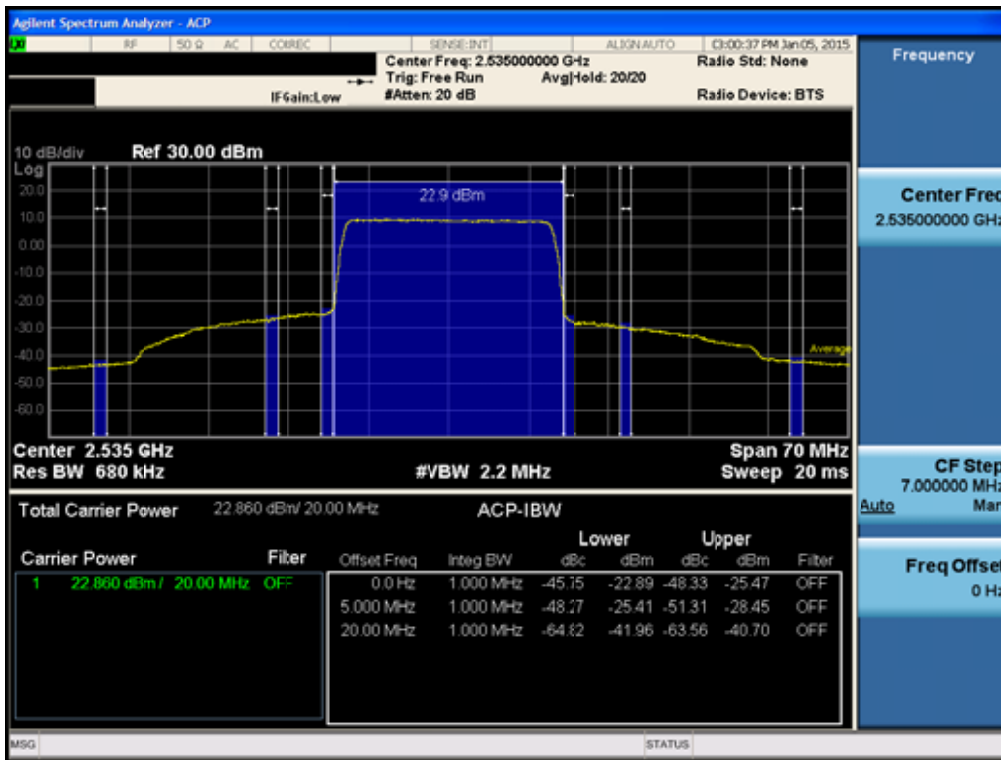 Agilent Spectrum Analyzer - ACP
LXI RF 50 Ω AC CORREC SENSE:INT ALIGN AUTO 03:00:37 PM Jan 05, 2015
Center Freq: 2.535000000 GHz Radio Std: None
Trig: Free Run Avg|Hold: 20/20
IFGain:Low #Atten: 20 dB Radio Device: BTS
10 dB/div Ref 30.00 dBm
Log
20.0
22.9 dBm
10.0
0.00
-10.0
-20.0
-30.0
Average
-40.0
-50.0
-60.0
Center 2.535 GHz Span 70 MHz
Res BW 680 kHz #VBW 2.2 MHz Sweep 20 ms
Total Carrier Power 22.860 dBm/ 20.00 MHz ACP-IBW
Lower Upper
Carrier Power Filter Offset Freq Integ BW dBc dBm dBc dBm Filter
1 22.860 dBm / 20.00 MHz OFF 0.0 Hz 1.000 MHz -45.75 -22.89 -48.33 -25.47 OFF
5.000 MHz 1.000 MHz -48.27 -25.41 -51.31 -28.45 OFF
20.00 MHz 1.000 MHz -64.82 -41.96 -63.56 -40.70 OFF
MSG STATUS
Frequency
Center Freq
2.535000000 GHz
CF Step
7.000000 MHz
Auto Man
Freq Offset
0 Hz